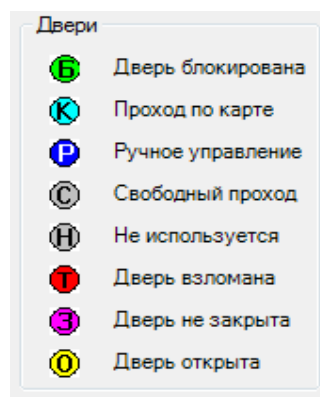 Двери
Б Дверь блокирована
К Проход по карте
Р Ручное управление
С Свободный проход
Н Не используется
Т Дверь взломана
З Дверь не закрыта
О Дверь открыта